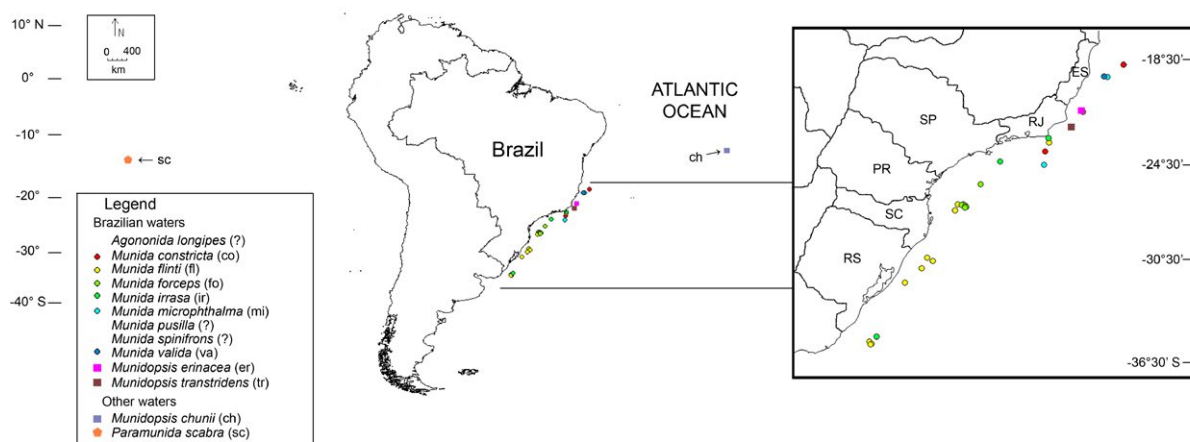 10° N
0°
-10°
-20°
-30°
-40° S
N
0 400
km
sc
Legend
Brazilian waters
Agononida longipes (?)
Munida constricta (co)
Munida flinti (fl)
Munida forceps (fo)
Munida irrasa (ir)
Munida microphthalma (mi)
Munida pusilla (?)
Munida spinifrons (?)
Munida valida (va)
Munidopsis erinacea (er)
Munidopsis transtridens (tr)
Other waters
Munidopsis chunii (ch)
Paramunida scabra (sc)
Brazil
ATLANTIC
OCEAN
ch
ES
RJ
SP
PR
SC
RS
-18°30'
-24°30'
-30°30'
-36°30' S